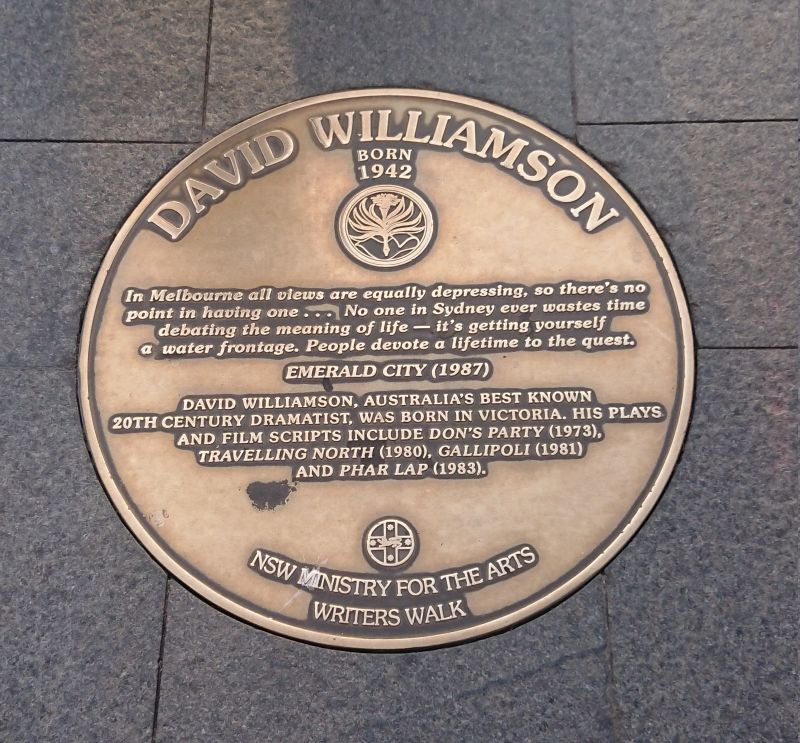 DAVID WILLIAMSON
BORN
1942
In Melbourne all views are equally depressing, so there's no
point in having one . . . No one in Sydney ever wastes time
debating the meaning of life — it's getting yourself
a water frontage. People devote a lifetime to the quest.
EMERALD CITY (1987)
DAVID WILLIAMSON, AUSTRALIA'S BEST KNOWN
20TH CENTURY DRAMATIST, WAS BORN IN VICTORIA. HIS PLAYS
AND FILM SCRIPTS INCLUDE DON'S PARTY (1973),
TRAVELLING NORTH (1980), GALLIPOLI (1981)
AND PHAR LAP (1983).
NSW MINISTRY FOR THE ARTS
WRITERS WALK